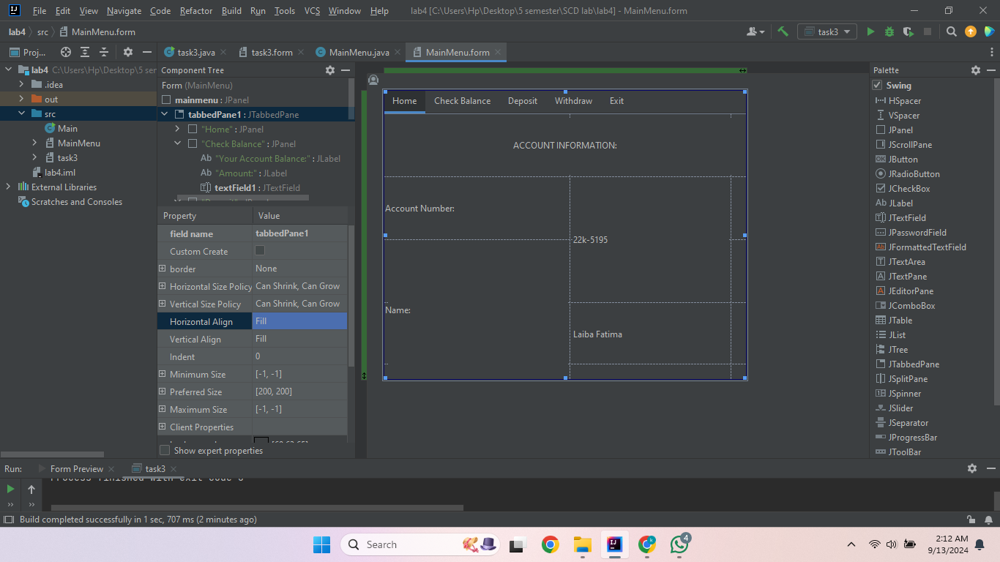 File Edit View Navigate Code Refactor Build Run Tools VCS Window Help lab4 [C:\Users\Hp\Desktop\5 semester\SCD lab\lab4] - MainMenu.form
lab4 src MainMenu.form task3
Proj... task3.java task3.form MainMenu.java MainMenu.form
lab4 C:\Users\Hp\Desktop\5 ser
.idea
out
src
Main
MainMenu
task3
lab4.iml
External Libraries
Scratches and Consoles
Component Tree
Form (MainMenu)
mainmenu : JPanel
tabbedPane1 : JTabbedPane
"Home" : JPanel
"Check Balance" : JPanel
Ab "Your Account Balance:" : JLabel
Ab "Amount:" : JLabel
textField1 : JTextField
Property Value
field name tabbedPane1
Custom Create
border None
Horizontal Size Policy Can Shrink, Can Grow
Vertical Size Policy Can Shrink, Can Grow
Horizontal Align Fill
Vertical Align Fill
Indent 0
Minimum Size [-1, -1]
Preferred Size [200, 200]
Maximum Size [-1, -1]
Client Properties
Show expert properties
Home Check Balance Deposit Withdraw Exit
ACCOUNT INFORMATION:
Account Number:
22k-5195
Name:
Laiba Fatima
Palette
Swing
HSpacer
VSpacer
JPanel
JScrollPane
OK JButton
JRadioButton
JCheckBox
Ab JLabel
JTextField
JPasswordField
JFormattedTextField
JTextArea
JTextPane
JEditorPane
JComboBox
JTable
JList
JTree
JTabbedPane
JSplitPane
JSpinner
JSlider
JSeparator
JProgressBar
JToolBar
Run: Form Preview task3
Process finished with exit code 0
Build completed successfully in 1 sec, 707 ms (2 minutes ago)
Search
4
2:12 AM
9/13/2024